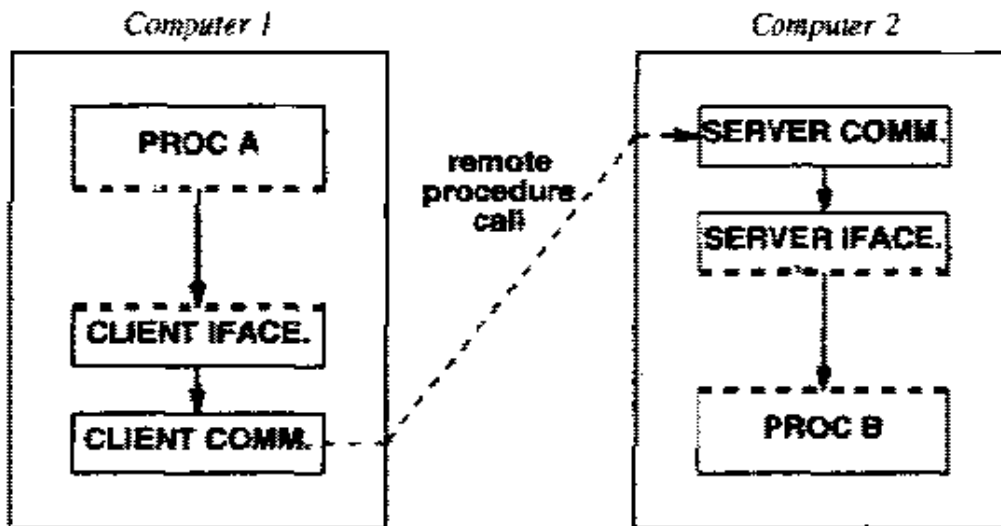 Computer 1
Computer 2
PROC A
CLIENT IFACE.
CLIENT COMM.
remote
procedure
call
SERVER COMM.
SERVER IFACE.
PROC B